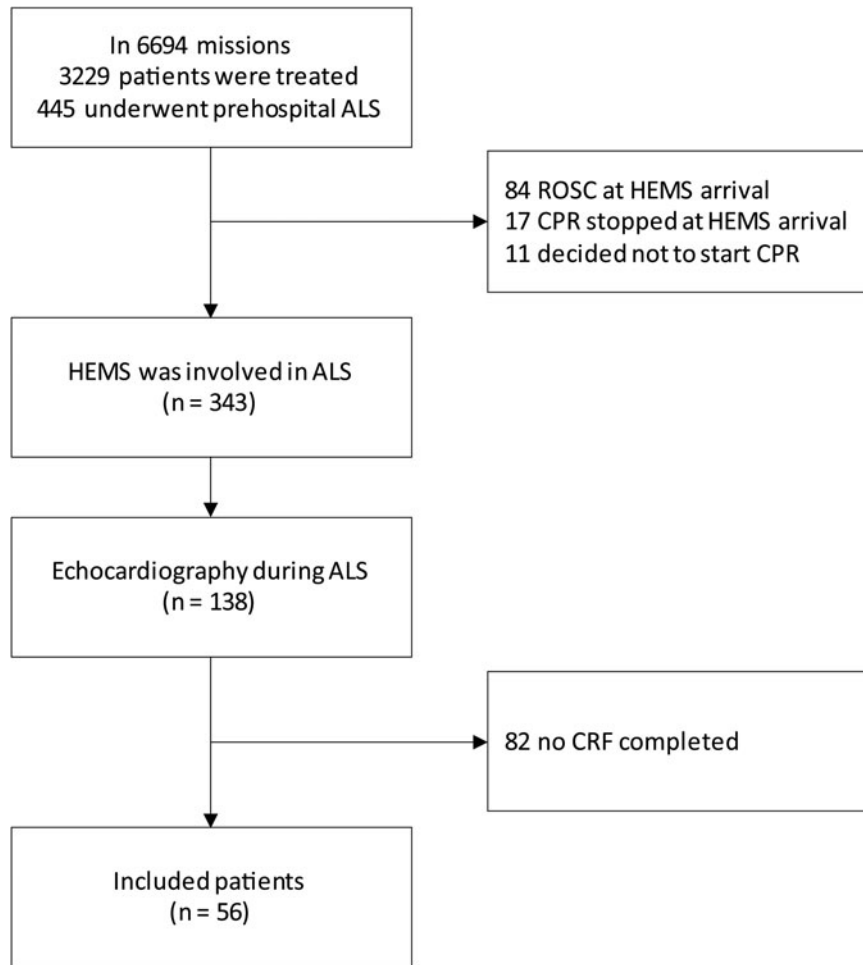 In 6694 missions
3229 patients were treated
445 underwent prehospital ALS
84 ROSC at HEMS arrival
17 CPR stopped at HEMS arrival
11 decided not to start CPR
HEMS was involved in ALS
(n = 343)
Echocardiography during ALS
(n = 138)
82 no CRF completed
Included patients
(n = 56)